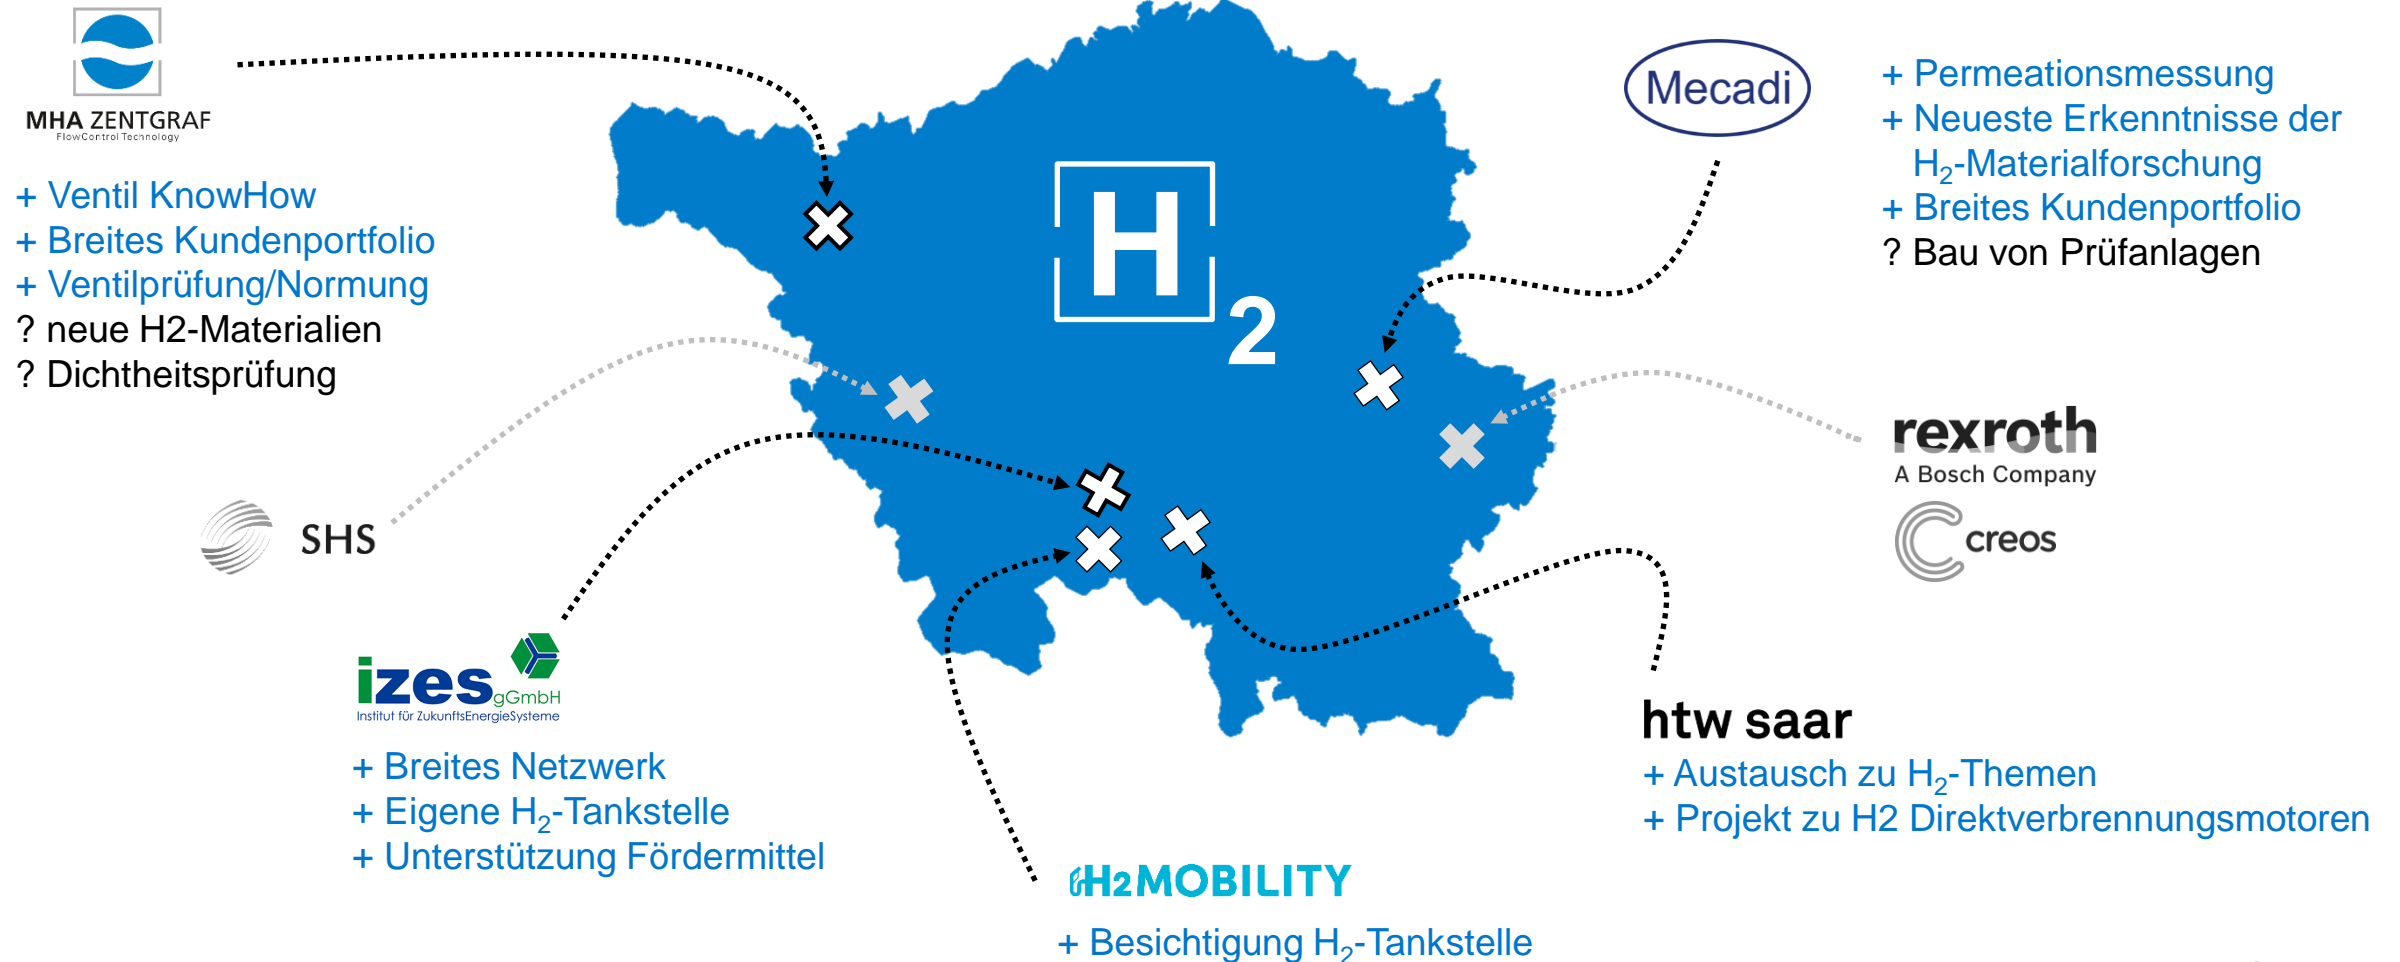 MHA ZENTGRAF
FlowControl Technology
+ Ventil KnowHow
+ Breites Kundenportfolio
+ Ventilprüfung/Normung
? neue H2-Materialien
? Dichtheitsprüfung
H
2
Mecadi
+ Permeationsmessung
+ Neueste Erkenntnisse der
H₂-Materialforschung
+ Breites Kundenportfolio
? Bau von Prüfanlagen
SHS
rexroth
A Bosch Company
creos
izes gGmbH
Institut für ZukunftsEnergieSysteme
+ Breites Netzwerk
+ Eigene H₂-Tankstelle
+ Unterstützung Fördermittel
H2MOBILITY
+ Besichtigung H₂-Tankstelle
htw saar
+ Austausch zu H₂-Themen
+ Projekt zu H2 Direktverbrennungsmotoren